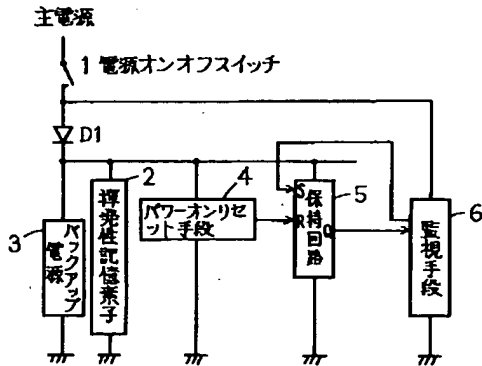 主電源
1 電源オンオフスイッチ
D1
2
揮発性記憶素子
3
バックアップ
電源
4
パワーオンリセ
ット手段
S
R
Q
保持回路
5
監視手段
6